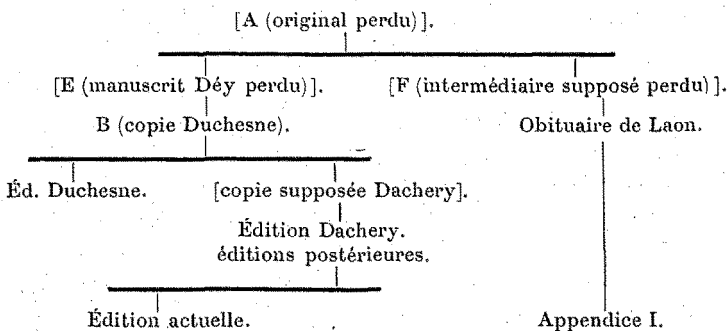 [A (original perdu)].
[E (manuscrit Déy perdu)]. [F (intermédiaire supposé perdu)].
B (copie Duchesne). Obituaire de Laon.
Éd. Duchesne. [copie supposée Dachery].
Édition Dachery.
éditions postérieures.
Édition actuelle. Appendice I.